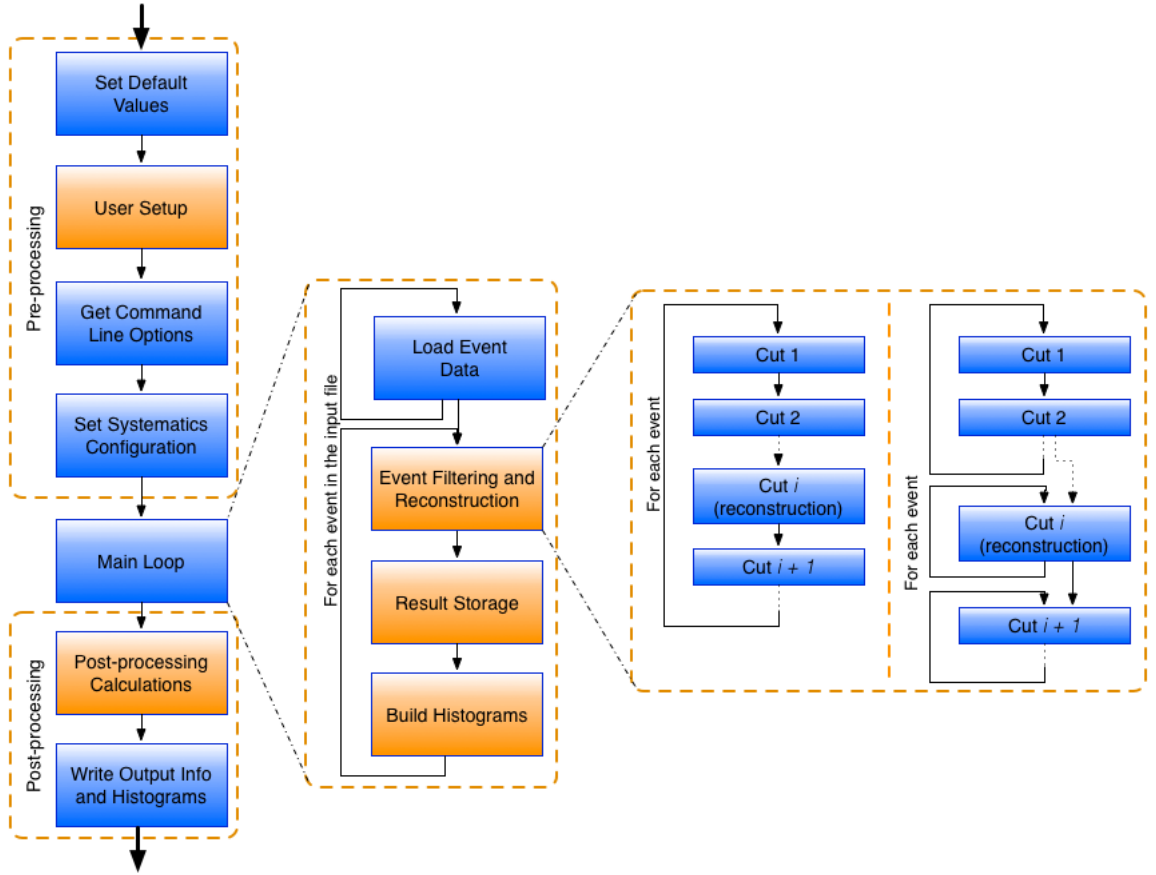 Pre-processing
Set Default
Values
User Setup
Get Command
Line Options
Set Systematics
Configuration
Main Loop
Post-processing
Post-processing
Calculations
Write Output Info
and Histograms
For each event in the input file
Load Event
Data
Event Filtering and
Reconstruction
Result Storage
Build Histograms
For each event
Cut 1
Cut 2
Cut i
(reconstruction)
Cut i + 1
For each event
Cut 1
Cut 2
Cut i
(reconstruction)
Cut i + 1